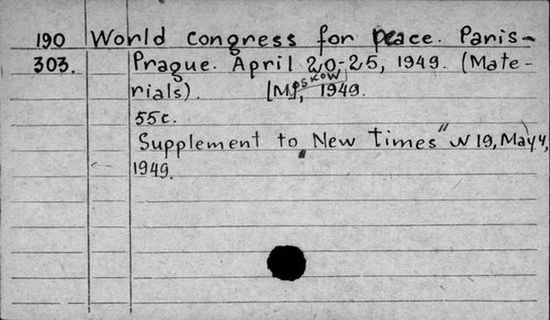 190 World congress for peace. Paris-
303. Prague. April 20-25, 1949. (Mate-
rials). [Moskow], 1949.
55c.
Supplement to „New times" N 19, May 4,
1949.